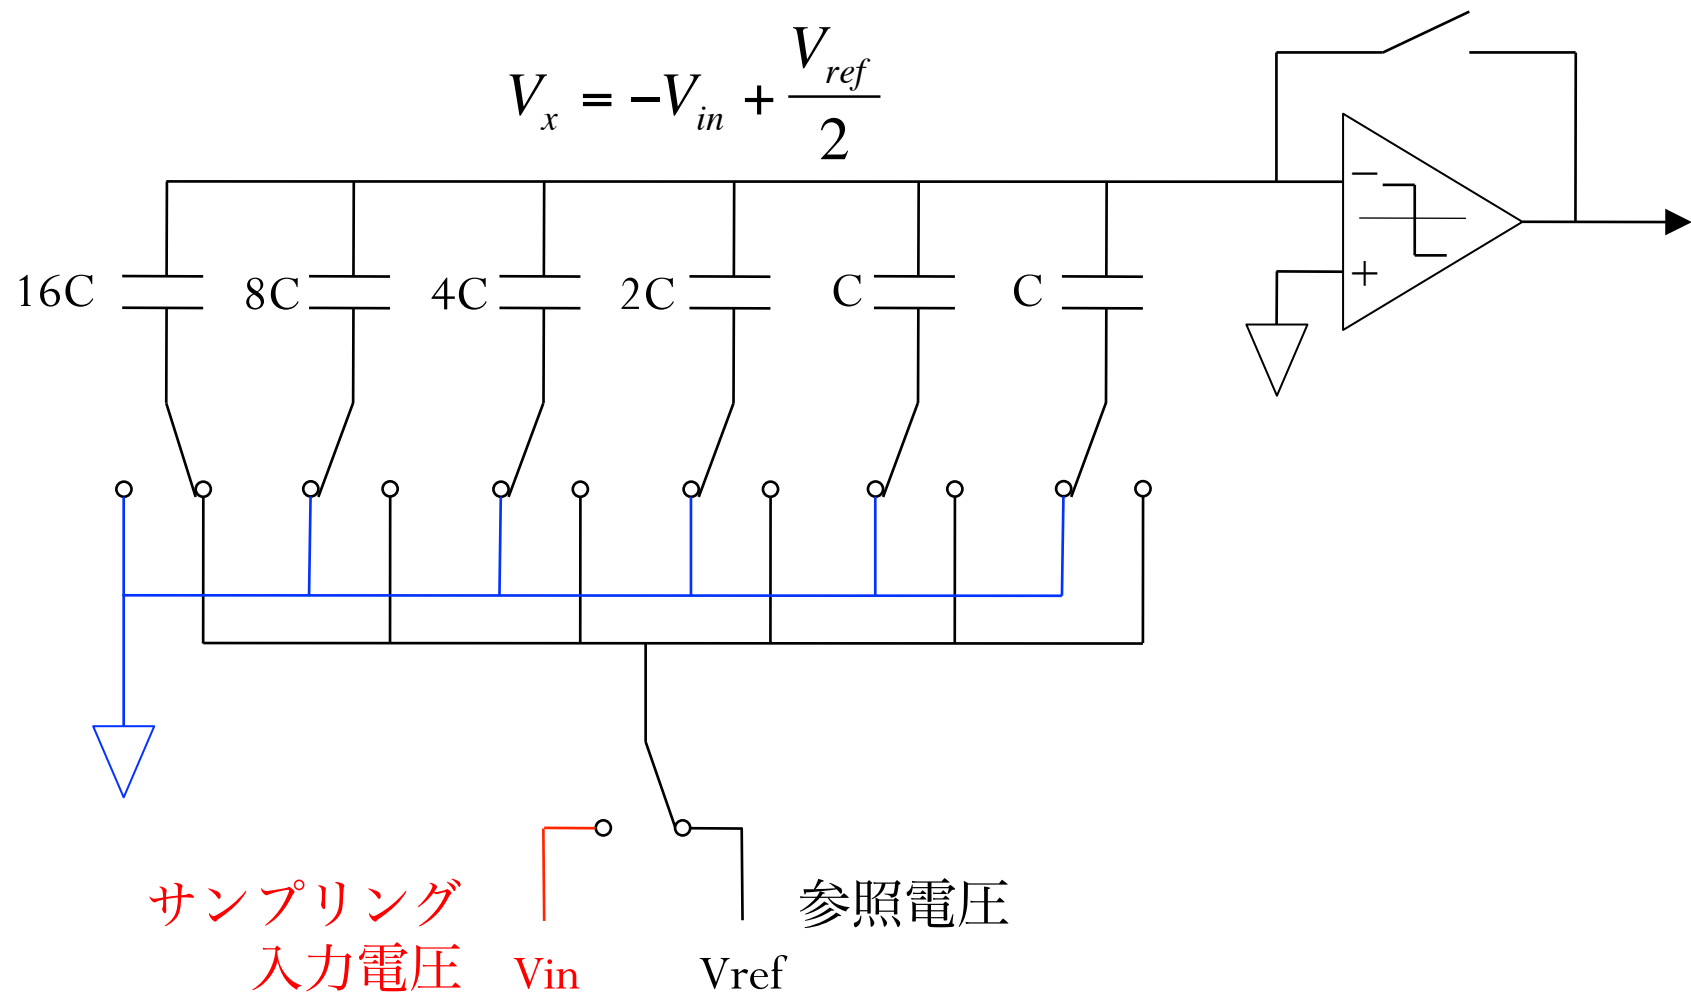 Vx = −Vin + Vref/2
16C 8C 4C 2C C C
−
+
サンプリング
入力電圧
Vin
参照電圧
Vref